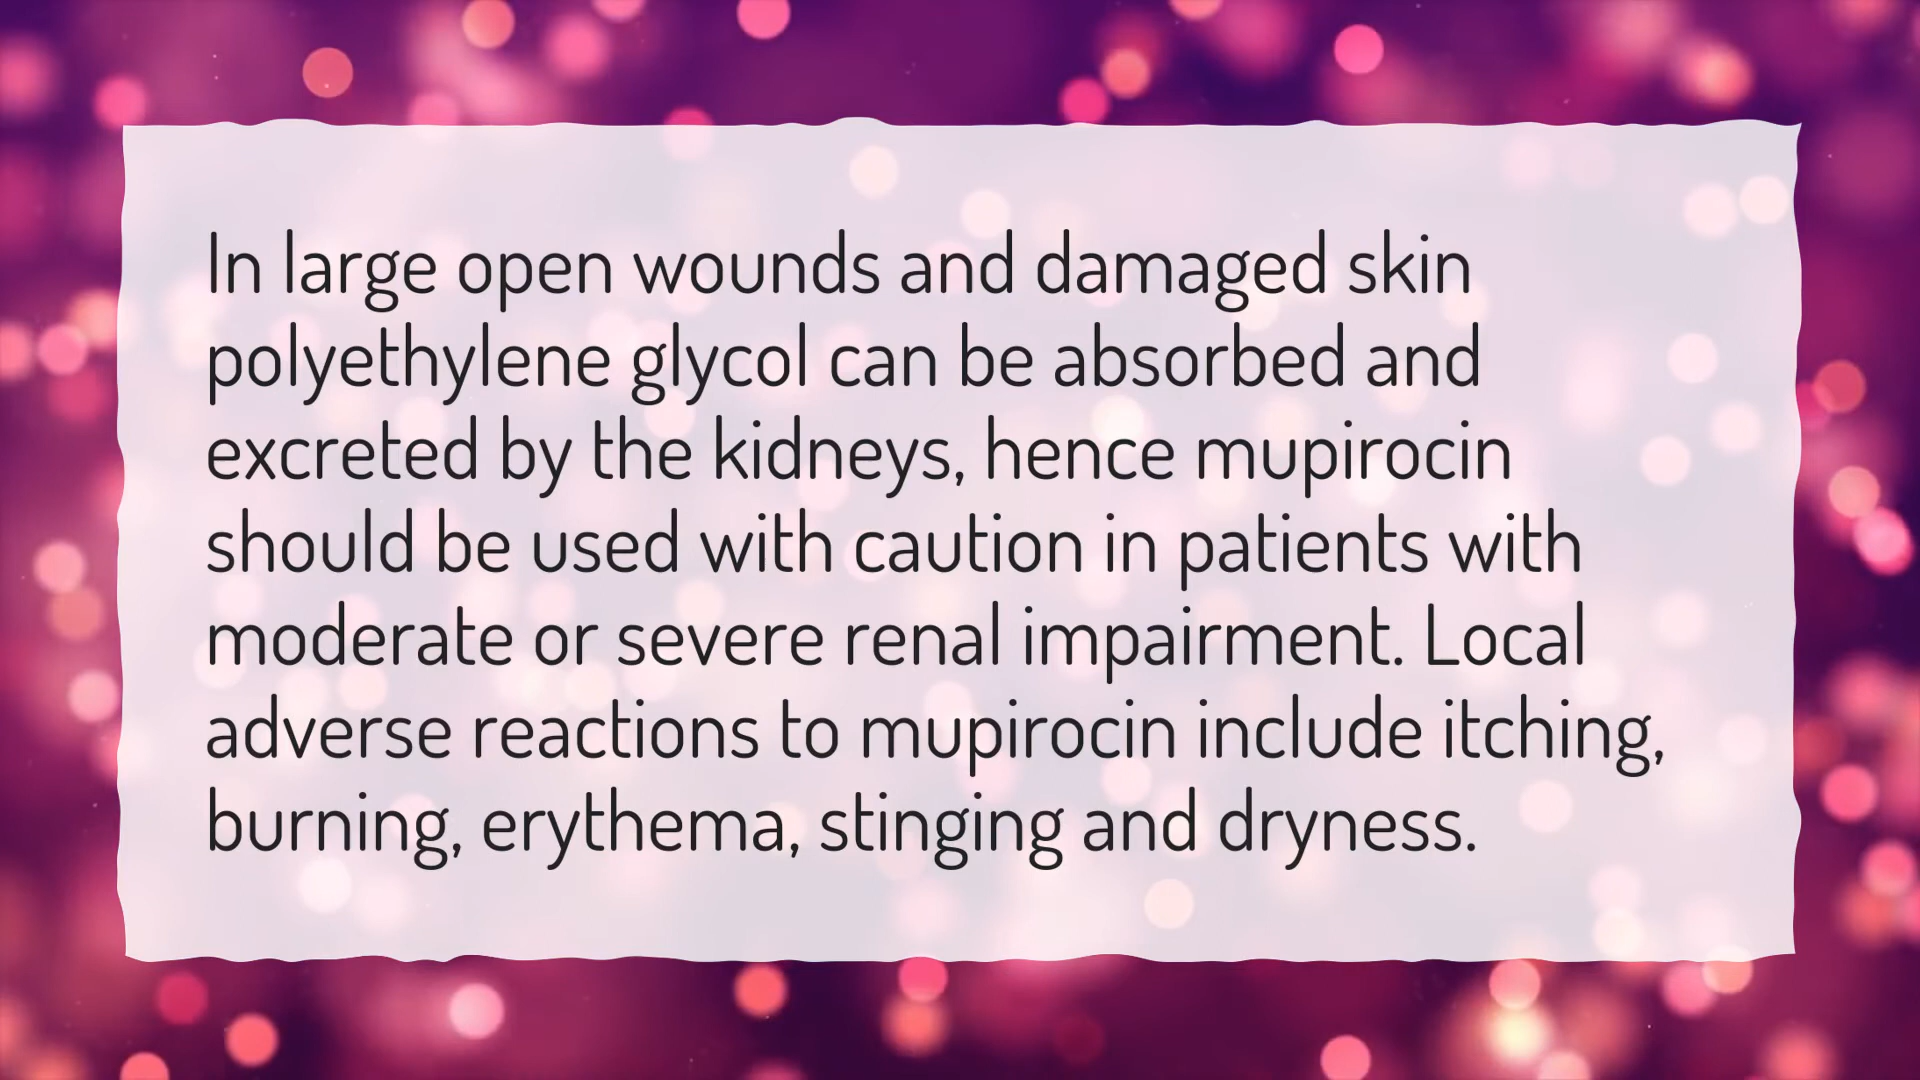 In large open wounds and damaged skin
polyethylene glycol can be absorbed and
excreted by the kidneys, hence mupirocin
should be used with caution in patients with
moderate or severe renal impairment. Local
adverse reactions to mupirocin include itching,
burning, erythema, stinging and dryness.